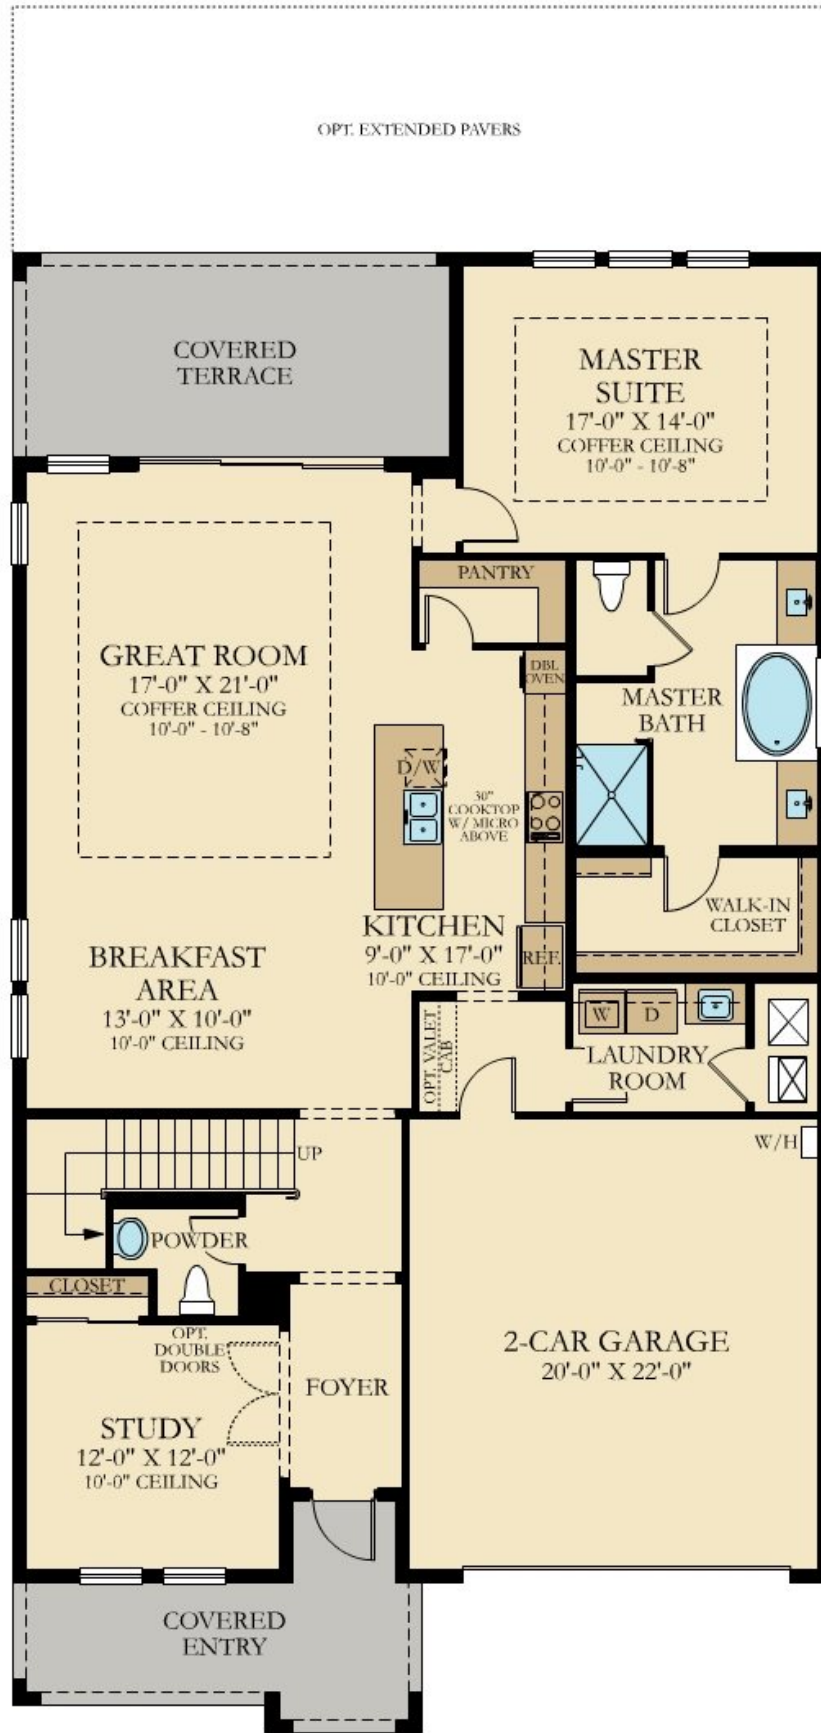 OPT. EXTENDED PAVERS
COVERED
TERRACE
MASTER
SUITE
17'-0" X 14'-0"
COFFER CEILING
10'-0" - 10'-8"
PANTRY
GREAT ROOM
17'-0" X 21'-0"
COFFER CEILING
10'-0" - 10'-8"
DBL
OVEN
MASTER
BATH
D/W
30"
COOKTOP
W/ MICRO
ABOVE
KITCHEN
9'-0" X 17'-0"
10'-0" CEILING
REF.
WALK-IN
CLOSET
BREAKFAST
AREA
13'-0" X 10'-0"
10'-0" CEILING
OPT. VALET
CAB
W
D
LAUNDRY
ROOM
W/H
UP
POWDER
CLOSET
OPT.
DOUBLE
DOORS
FOYER
2-CAR GARAGE
20'-0" X 22'-0"
STUDY
12'-0" X 12'-0"
10'-0" CEILING
COVERED
ENTRY